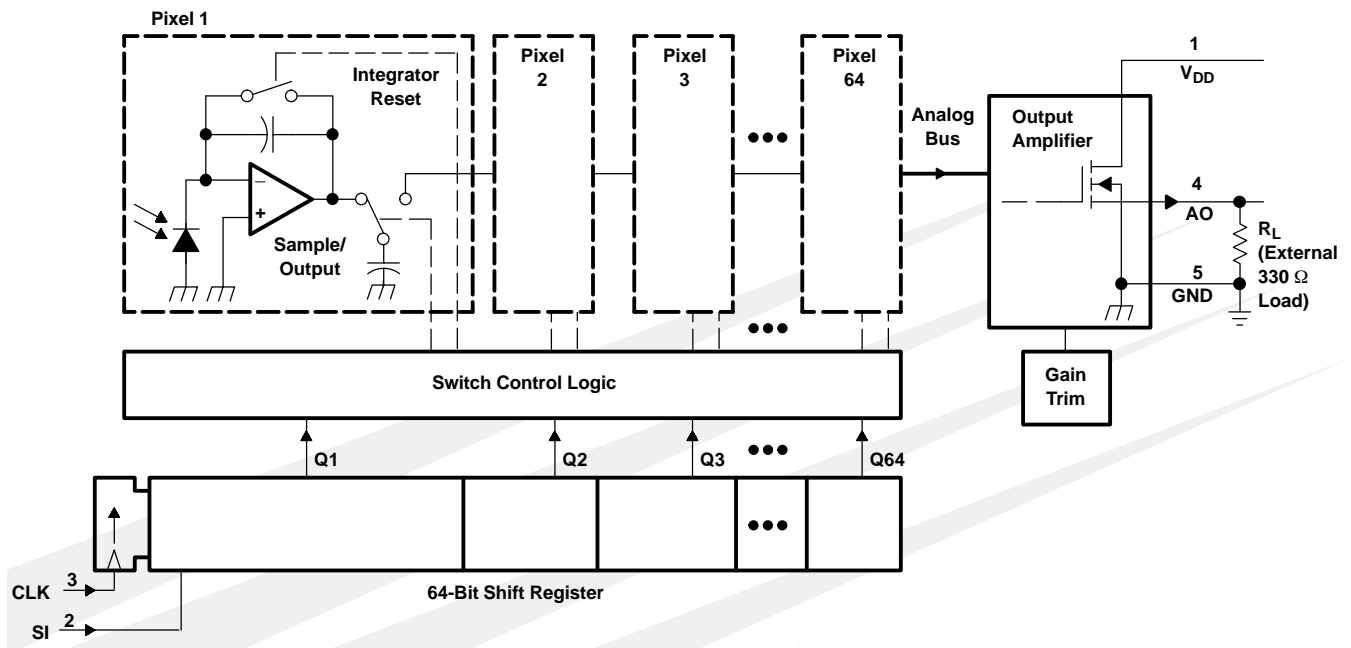 Pixel 1
Integrator
Reset
Sample/
Output
−
+
Pixel
2
Pixel
3
Pixel
64
Analog
Bus
Output
Amplifier
1
VDD
4
AO
5
GND
RL
(External
330 Ω
Load)
Gain
Trim
Switch Control Logic
Q1
Q2
Q3
Q64
3
CLK
2
SI
64-Bit Shift Register